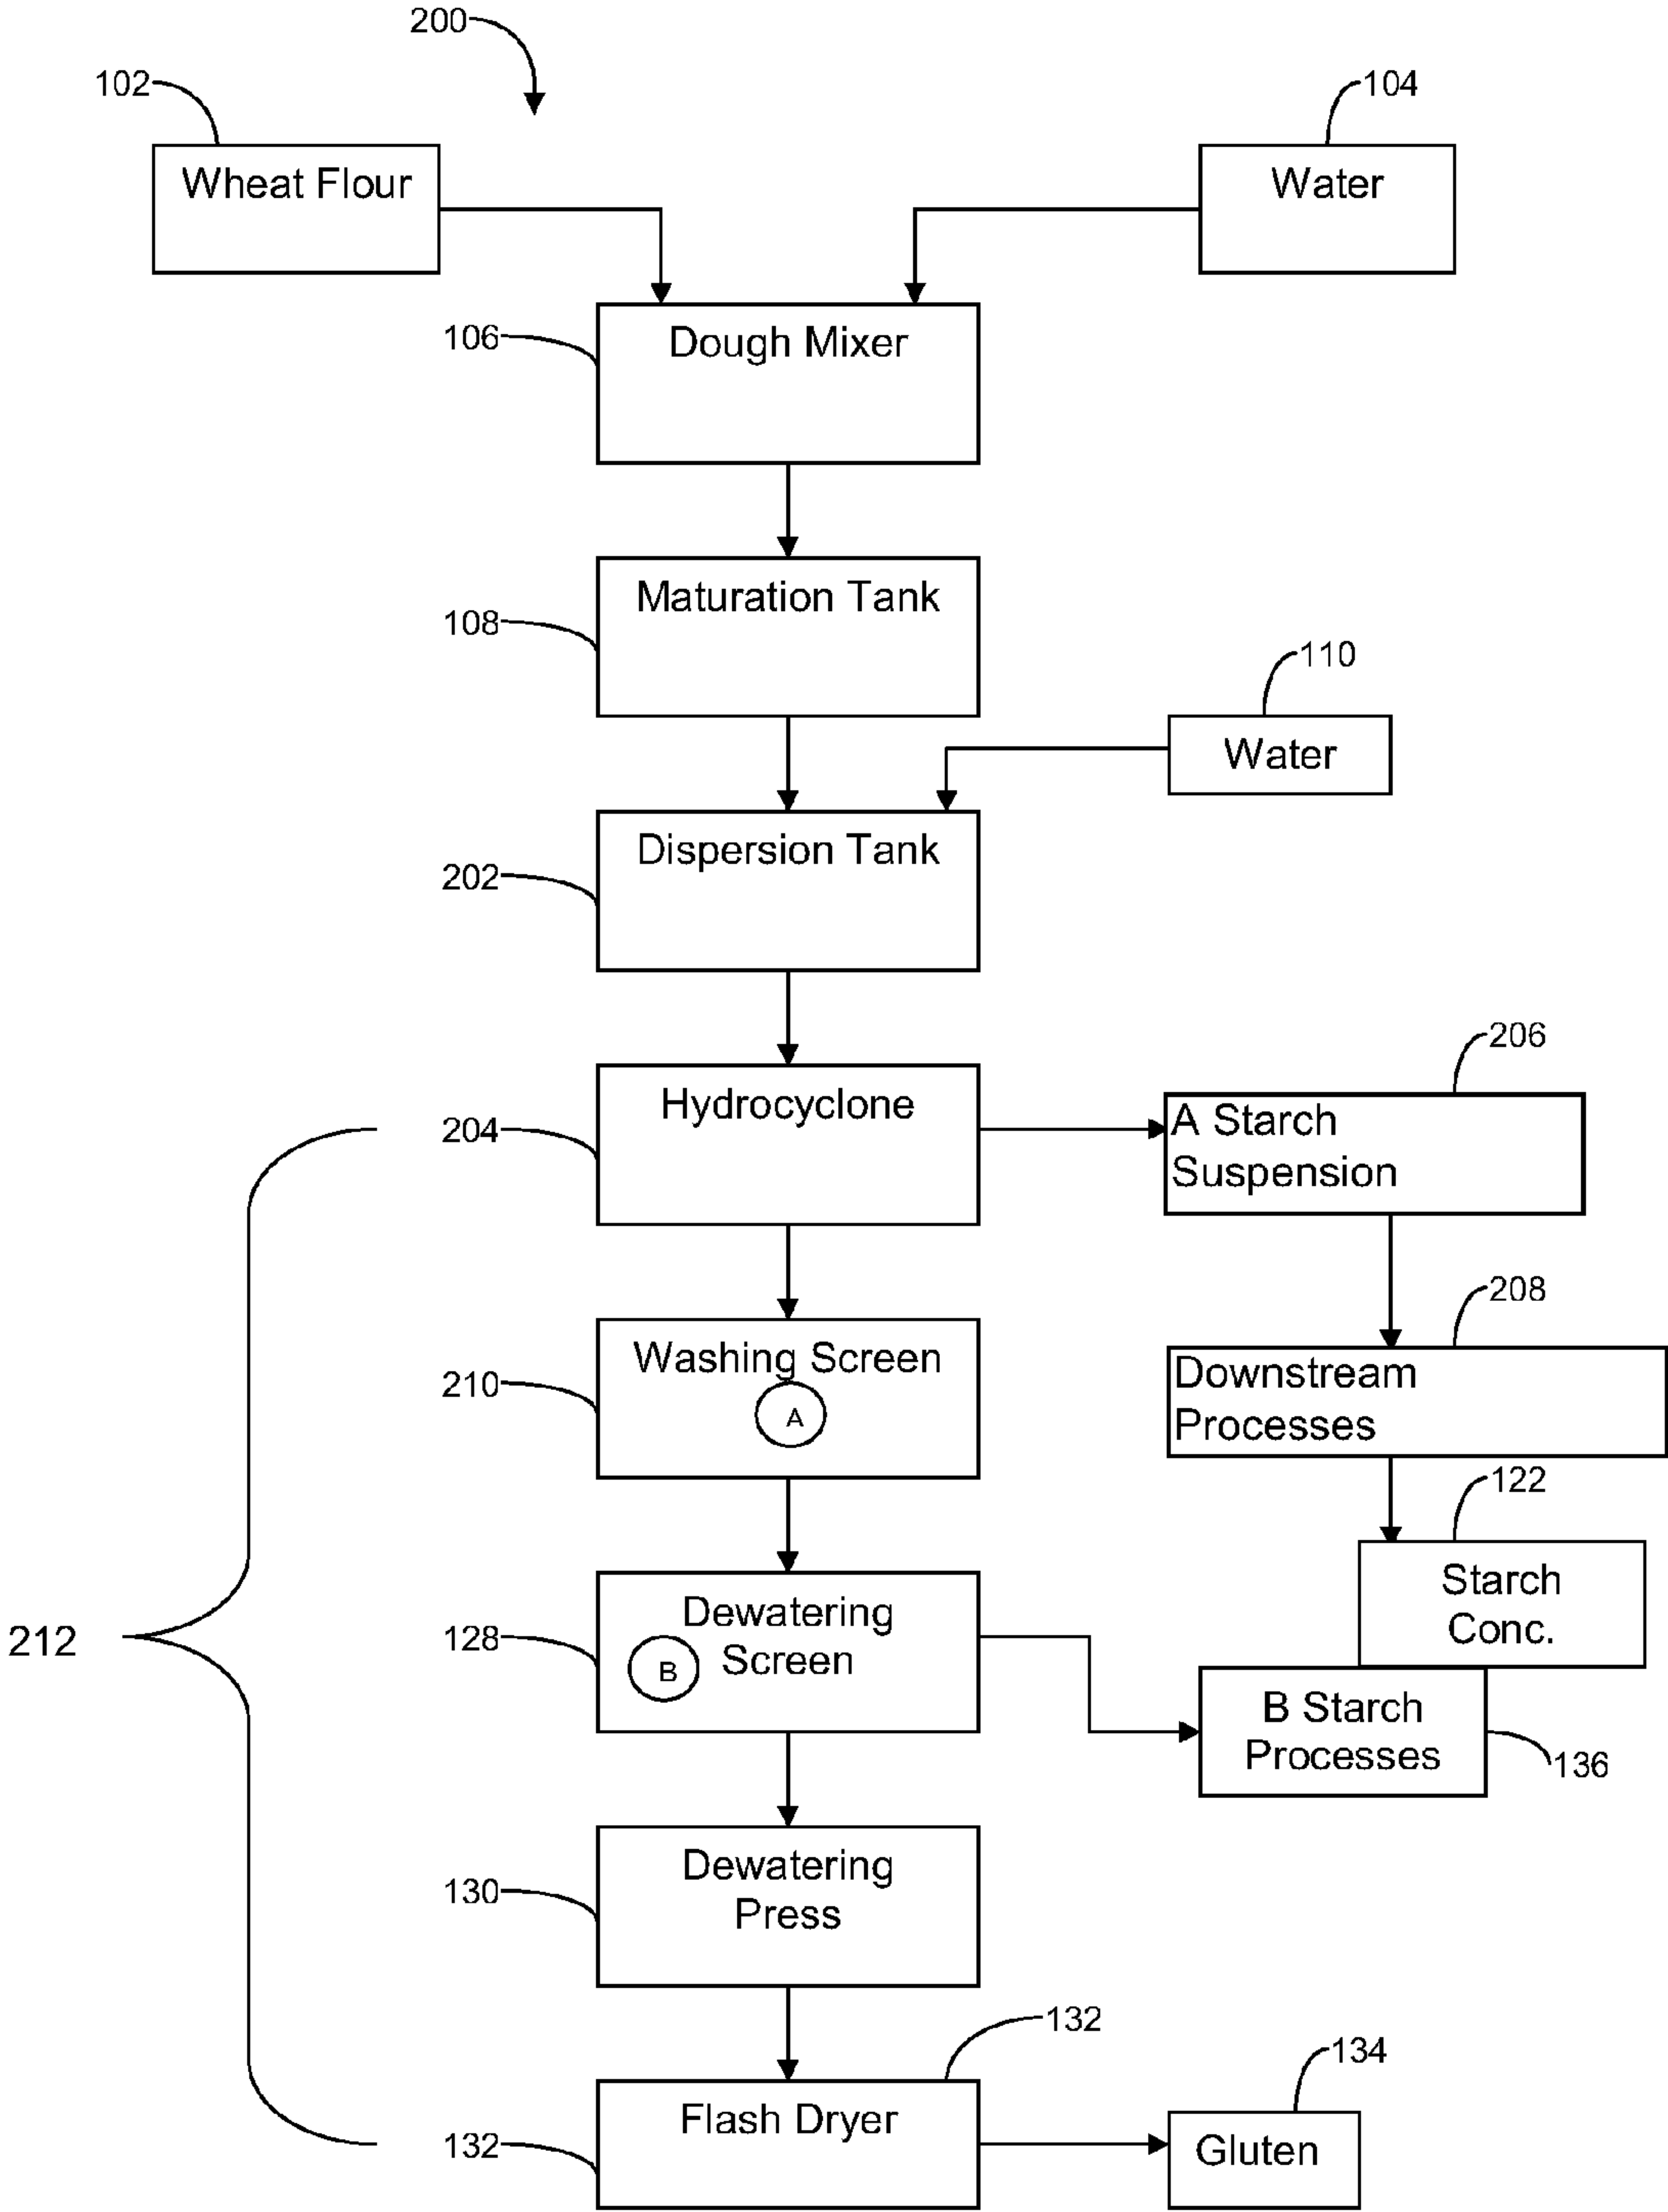 200
102
104
Wheat Flour
Water
106
Dough Mixer
108
Maturation Tank
110
Water
202
Dispersion Tank
204
Hydrocyclone
206
A Starch
Suspension
210
Washing Screen
A
208
Downstream
Processes
122
Starch
Conc.
212
128
Dewatering
Screen
B
B Starch
Processes
136
130
Dewatering
Press
132
132
Flash Dryer
134
Gluten